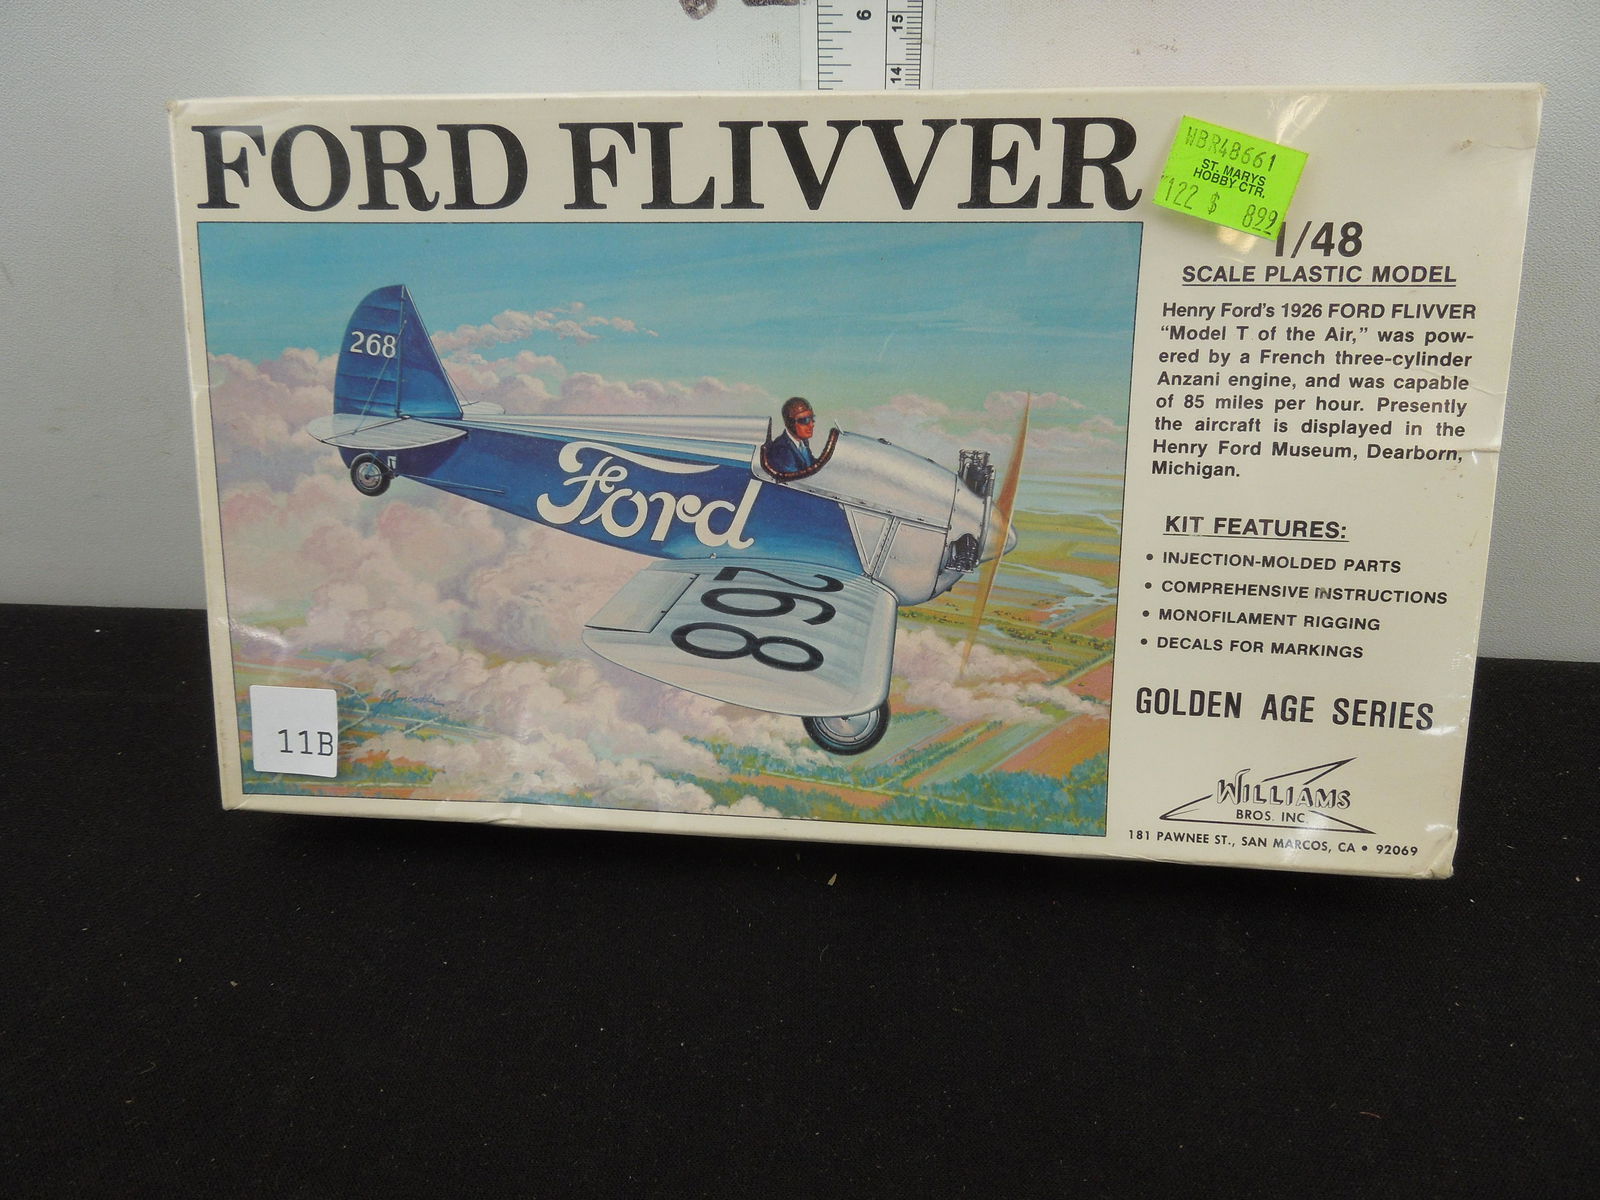 6
15
14
FORD FLIVVER
WBR48661
ST. MARYS
HOBBY CTR.
122 $ 899
1/48
SCALE PLASTIC MODEL
Henry Ford's 1926 FORD FLIVVER
"Model T of the Air," was pow-
ered by a French three-cylinder
Anzani engine, and was capable
of 85 miles per hour. Presently
the aircraft is displayed in the
Henry Ford Museum, Dearborn,
Michigan.
KIT FEATURES:
• INJECTION-MOLDED PARTS
• COMPREHENSIVE INSTRUCTIONS
• MONOFILAMENT RIGGING
• DECALS FOR MARKINGS
GOLDEN AGE SERIES
WILLIAMS
BROS. INC.
181 PAWNEE ST., SAN MARCOS, CA • 92069
268
Ford
268
11B